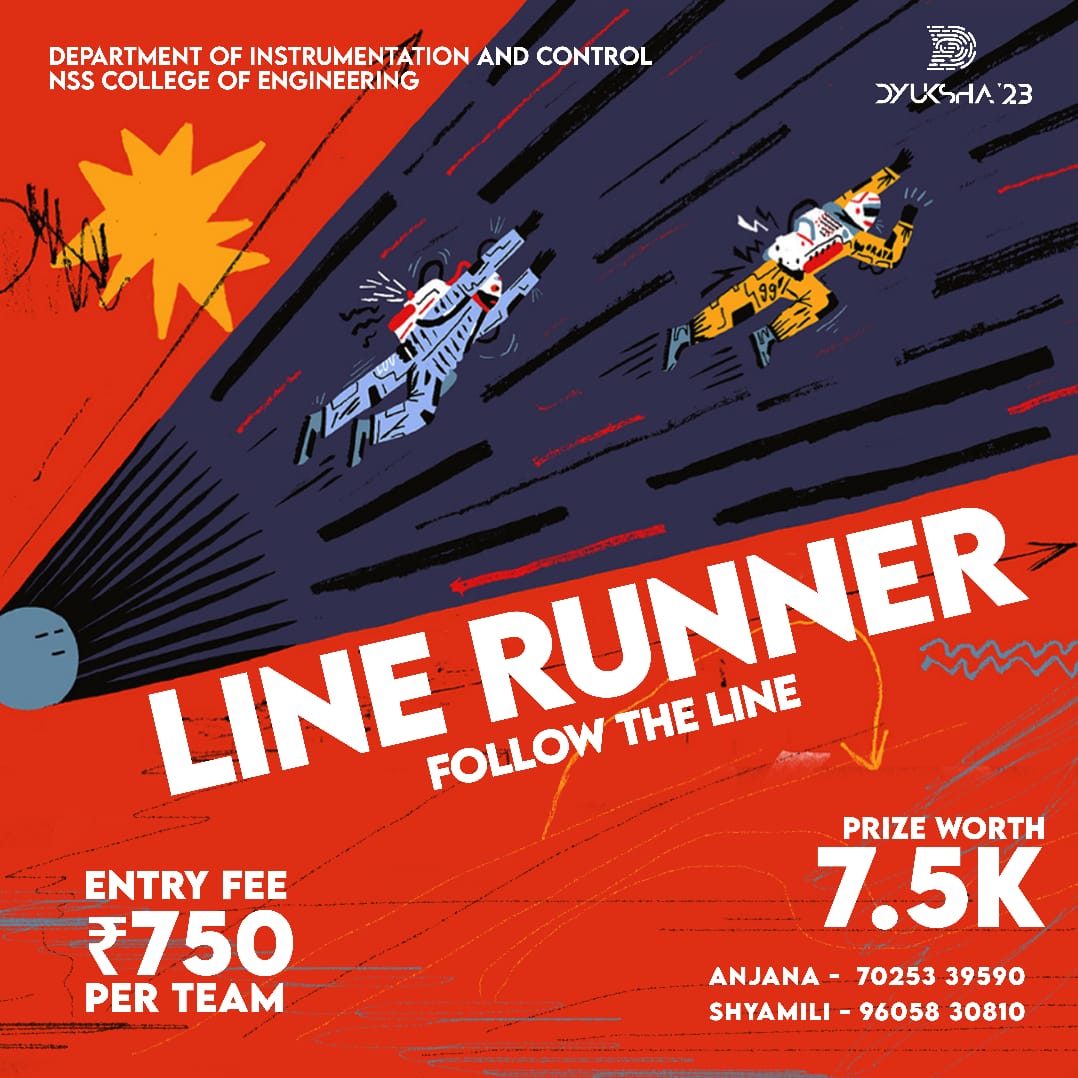 DEPARTMENT OF INSTRUMENTATION AND CONTROL
NSS COLLEGE OF ENGINEERING
DYUKSHA '23
99
LINE RUNNER
FOLLOW THE LINE
ENTRY FEE
₹750
PER TEAM
PRIZE WORTH
7.5K
ANJANA - 70253 39590
SHYAMILI - 96058 30810